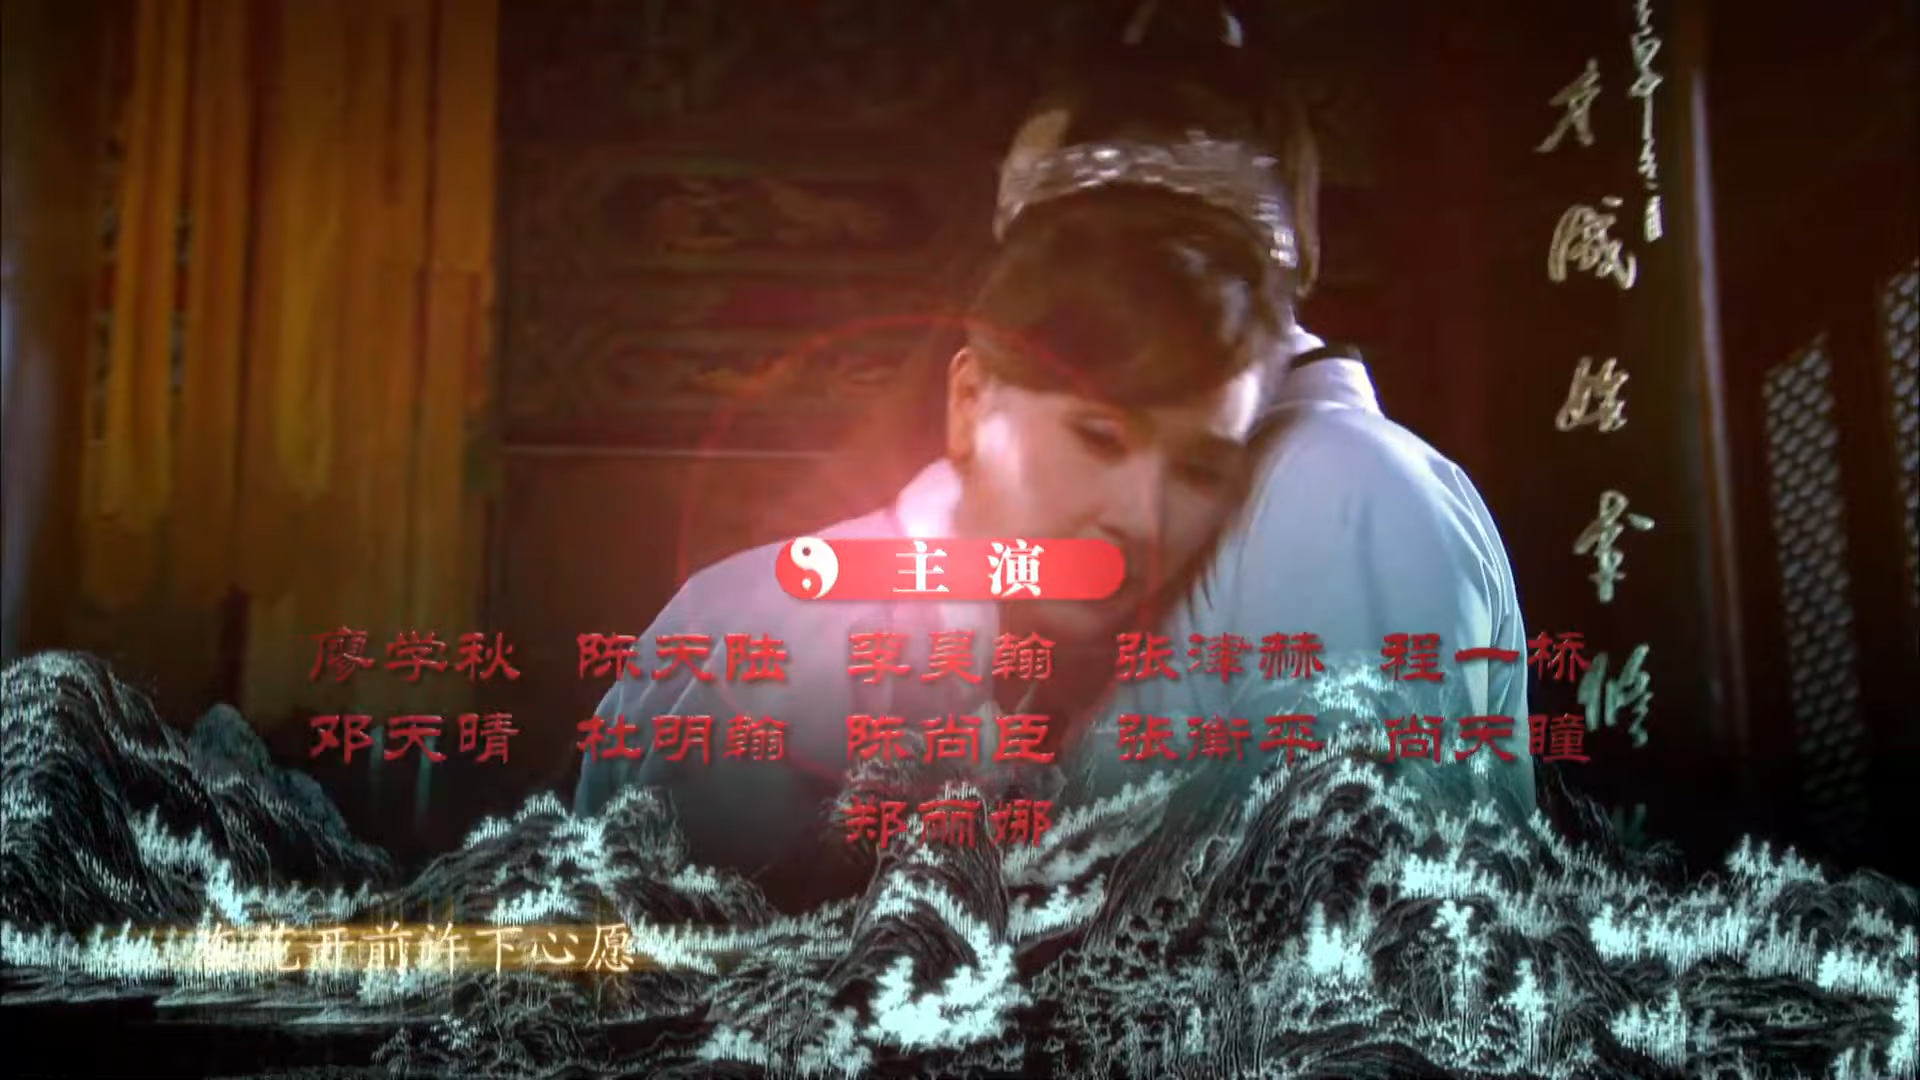 主演
廖学秋 陈天陆 李昊翰 张津赫 程一桥
邓天晴 杜明翰 陈尚臣 张衡平 尚天瞳
郑丽娜
花开前许下心愿